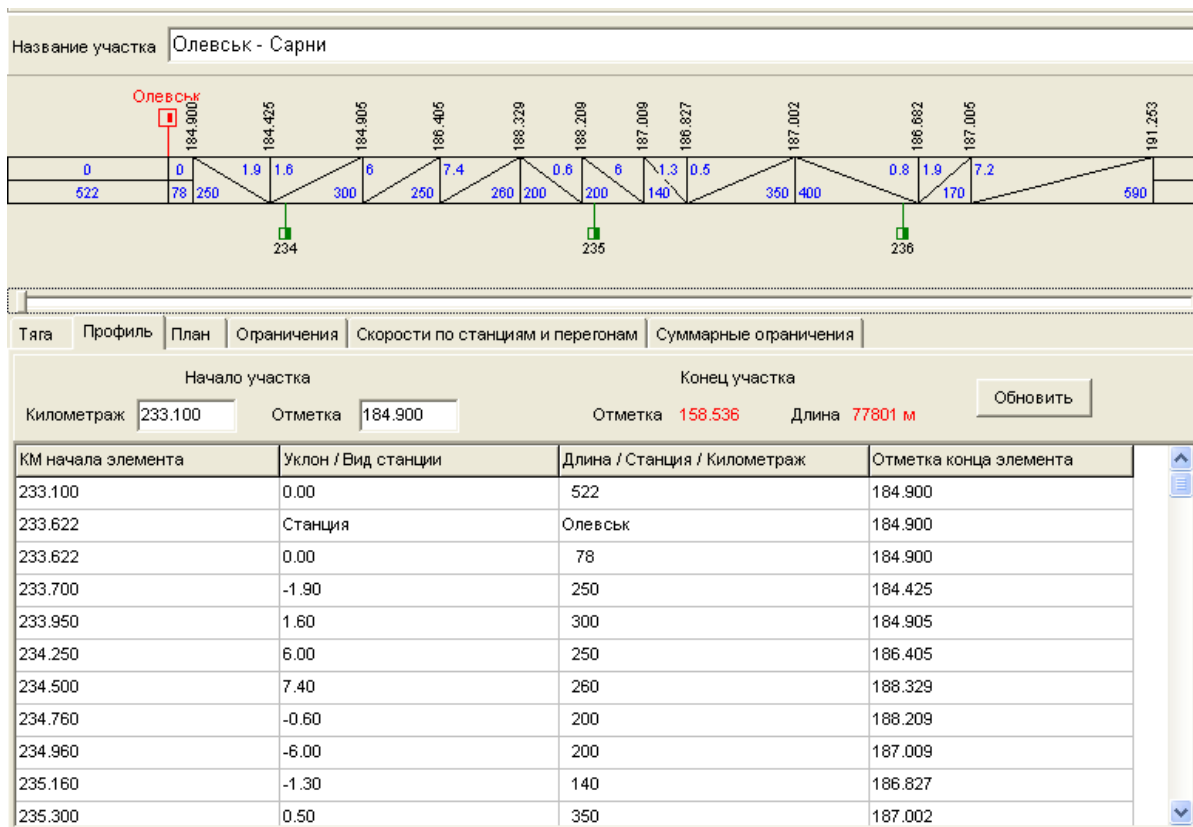 Название участка Олевськ - Сарни
Олевськ
184.900 184.425 184.905 186.405 188.329 188.209 187.009 186.827 187.002 186.682 187.005 191.253
0 0 1.9 1.6 6 7.4 0.6 6 1.3 0.5 0.8 1.9 7.2
522 78 250 300 250 260 200 200 140 350 400 170 590
234 235 236
Тяга Профиль План Ограничения Скорости по станциям и перегонам Суммарные ограничения
Начало участка Конец участка
Километраж 233.100 Отметка 184.900 Отметка 158.536 Длина 77801 м Обновить
КМ начала элемента Уклон / Вид станции Длина / Станция / Километраж Отметка конца элемента
233.100 0.00 522 184.900
233.622 Станция Олевськ 184.900
233.622 0.00 78 184.900
233.700 -1.90 250 184.425
233.950 1.60 300 184.905
234.250 6.00 250 186.405
234.500 7.40 260 188.329
234.760 -0.60 200 188.209
234.960 -6.00 200 187.009
235.160 -1.30 140 186.827
235.300 0.50 350 187.002